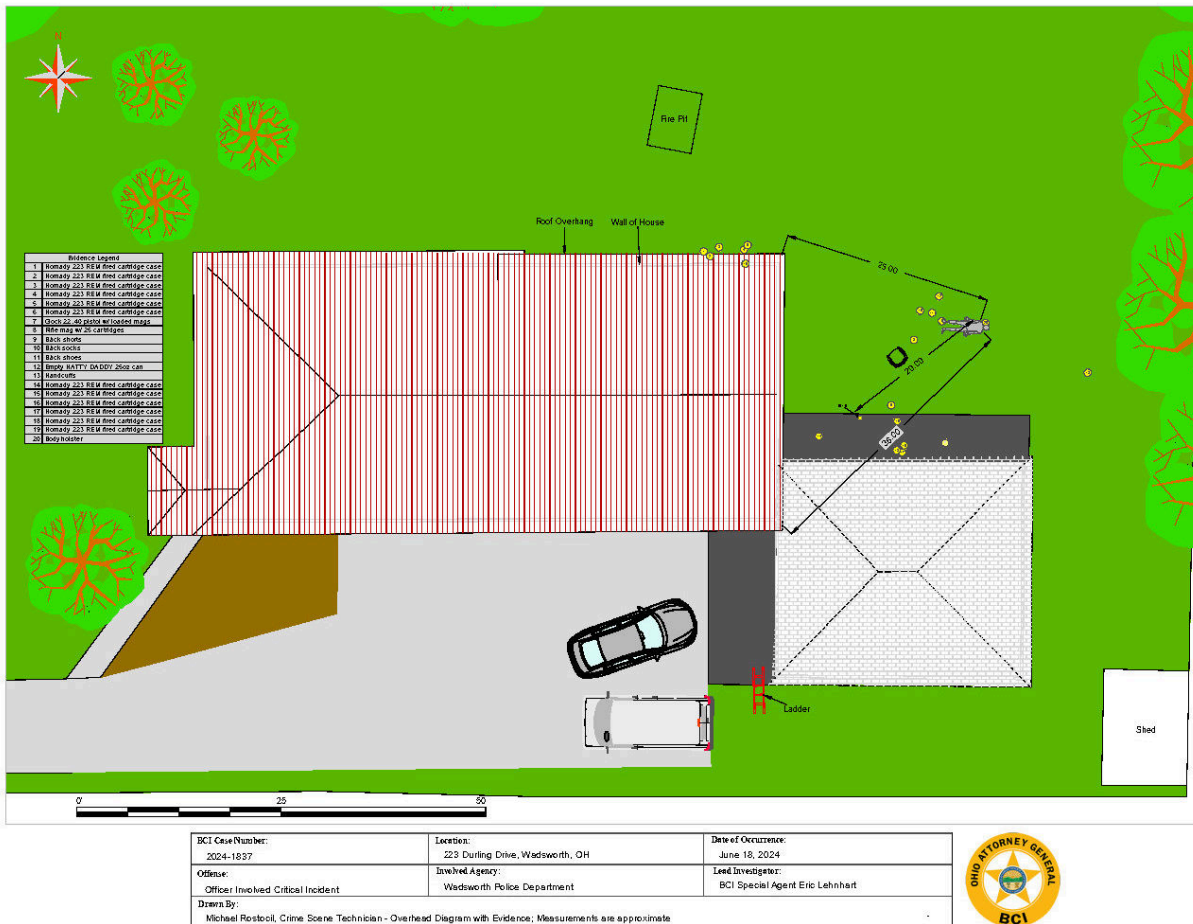 N
Fire Pit
Roof Overhang
Wall of House
25.00
20.00
36.00
Evidence Legend
1 Hornady 223 REM fired cartridge case
2 Hornady 223 REM fired cartridge case
3 Hornady 223 REM fired cartridge case
4 Hornady 223 REM fired cartridge case
5 Hornady 223 REM fired cartridge case
6 Hornady 223 REM fired cartridge case
7 Glock 22 .40 pistol w/ loaded mags
8 Rifle mag w/ 26 cartridges
9 Black shorts
10 Black socks
11 Black shoes
12 Empty NATTY DADDY 25oz can
13 Handcuffs
14 Hornady 223 REM fired cartridge case
15 Hornady 223 REM fired cartridge case
16 Hornady 223 REM fired cartridge case
17 Hornady 223 REM fired cartridge case
18 Hornady 223 REM fired cartridge case
19 Hornady 223 REM fired cartridge case
20 Body holster
Ladder
Shed
0' 25 50
BCI Case Number:
2024-1837
Location:
223 Durling Drive, Wadsworth, OH
Date of Occurrence:
June 18, 2024
Offense:
Officer Involved Critical Incident
Involved Agency:
Wadsworth Police Department
Lead Investigator:
BCI Special Agent Eric Lehnhart
Drawn By:
Michael Rostocil, Crime Scene Technician - Overhead Diagram with Evidence; Measurements are approximate
OHIO ATTORNEY GENERAL
BCI